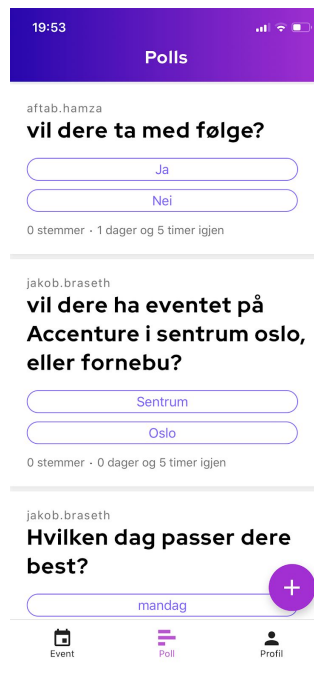 19:53
Polls
aftab.hamza
vil dere ta med følge?
Ja
Nei
0 stemmer · 1 dager og 5 timer igjen
jakob.braseth
vil dere ha eventet på
Accenture i sentrum oslo,
eller fornebu?
Sentrum
Oslo
0 stemmer · 0 dager og 5 timer igjen
jakob.braseth
Hvilken dag passer dere
best?
mandag
Event
Poll
Profil